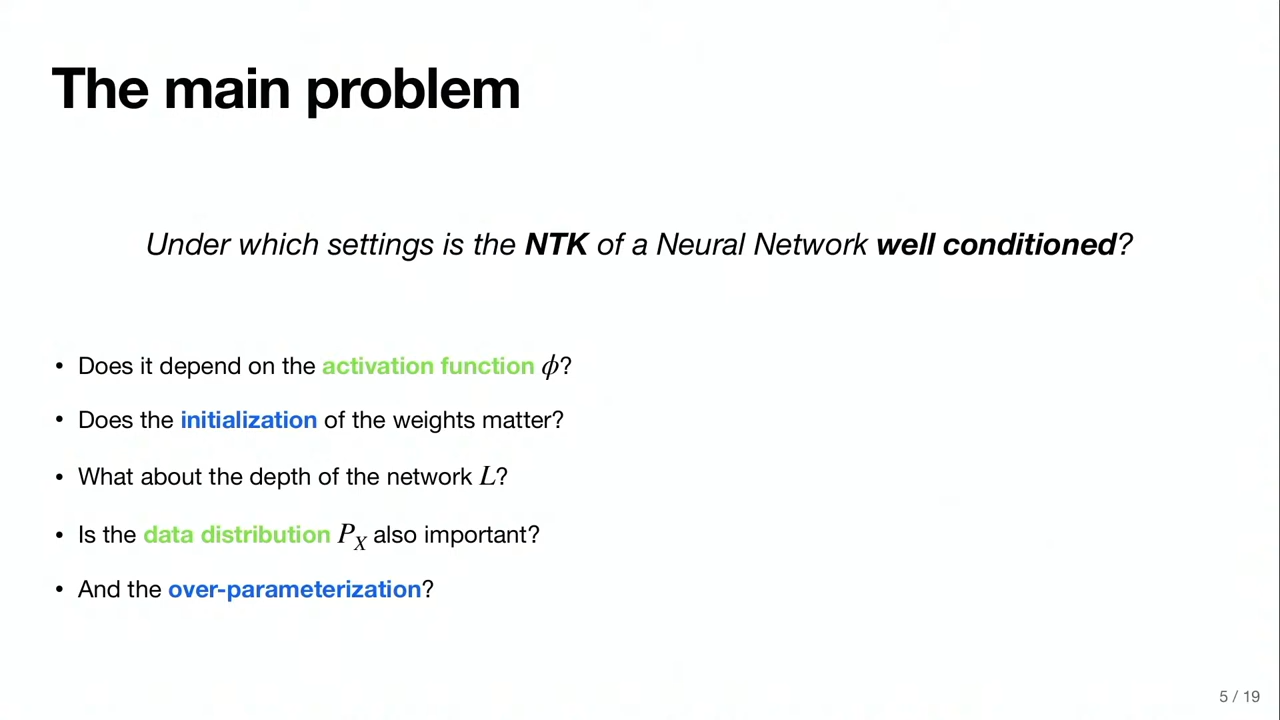 The main problem
Under which settings is the NTK of a Neural Network well conditioned?
• Does it depend on the activation function ϕ?
• Does the initialization of the weights matter?
• What about the depth of the network L?
• Is the data distribution P_X also important?
• And the over-parameterization?
5 / 19